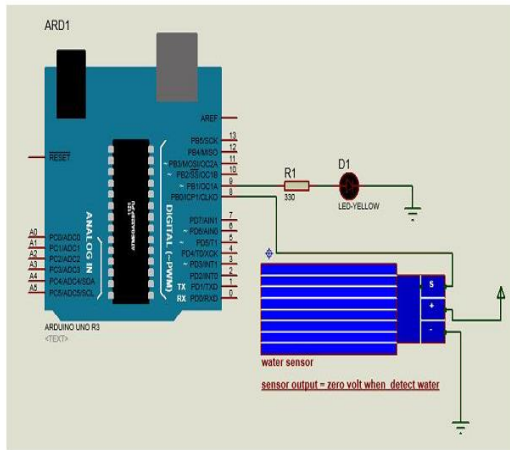 ARD1
AREF
RESET
PB5/SCK 13
PB4/MISO 12
~ PB3/MOSI/OC2A 11
~ PB2/SS/OC1B 10
~ PB1/OC1A 9
PB0/ICP1/CLKO 8
PD7/AIN1 7
~ PD6/AIN0 6
~ PD5/T1 5
PD4/T0/XCK 4
~ PD3/INT1 3
PD2/INT0 2
TX PD1/TXD 1
RX PD0/RXD 0
DIGITAL (~PWM)
ANALOG IN
A0 PC0/ADC0
A1 PC1/ADC1
A2 PC2/ADC2
A3 PC3/ADC3
A4 PC4/ADC4/SDA
A5 PC5/ADC5/SCL
ARDUINO UNO R3
<TEXT>
R1
330
D1
LED-YELLOW
S
+
-
water sensor
sensor output = zero volt when detect water